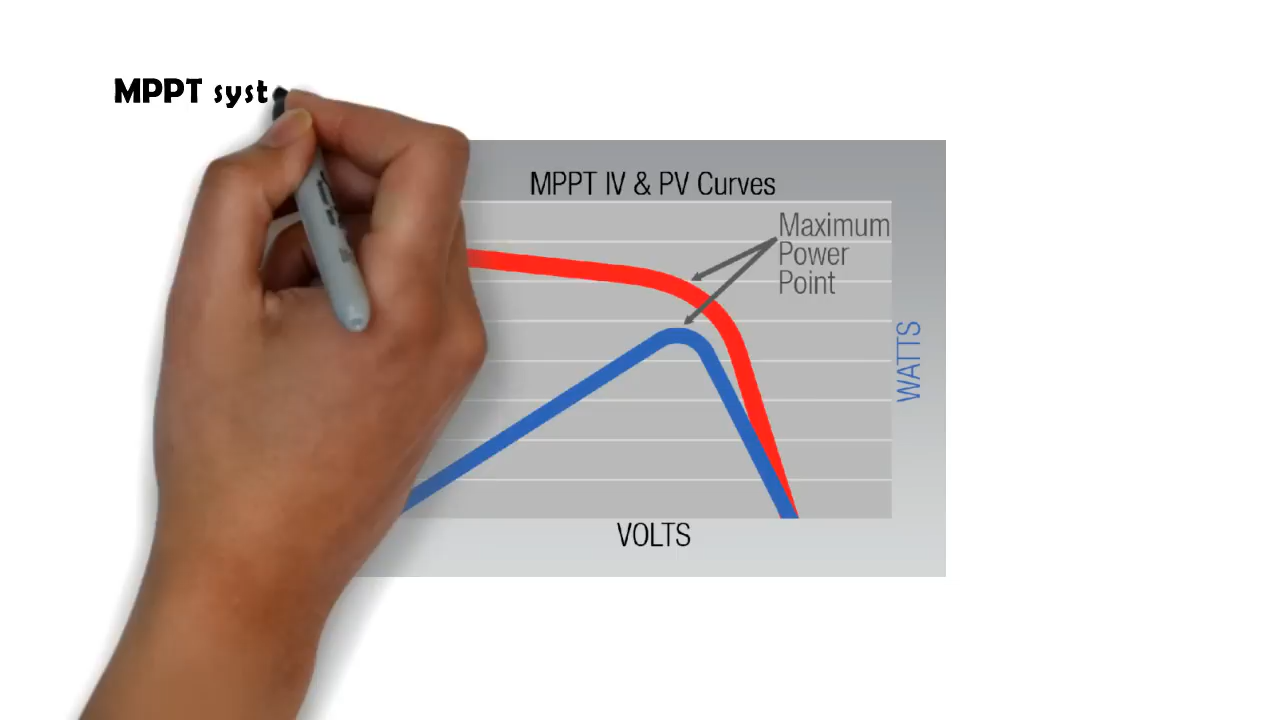 MPPT syst
MPPT IV & PV Curves
Maximum
Power
Point
WATTS
VOLTS